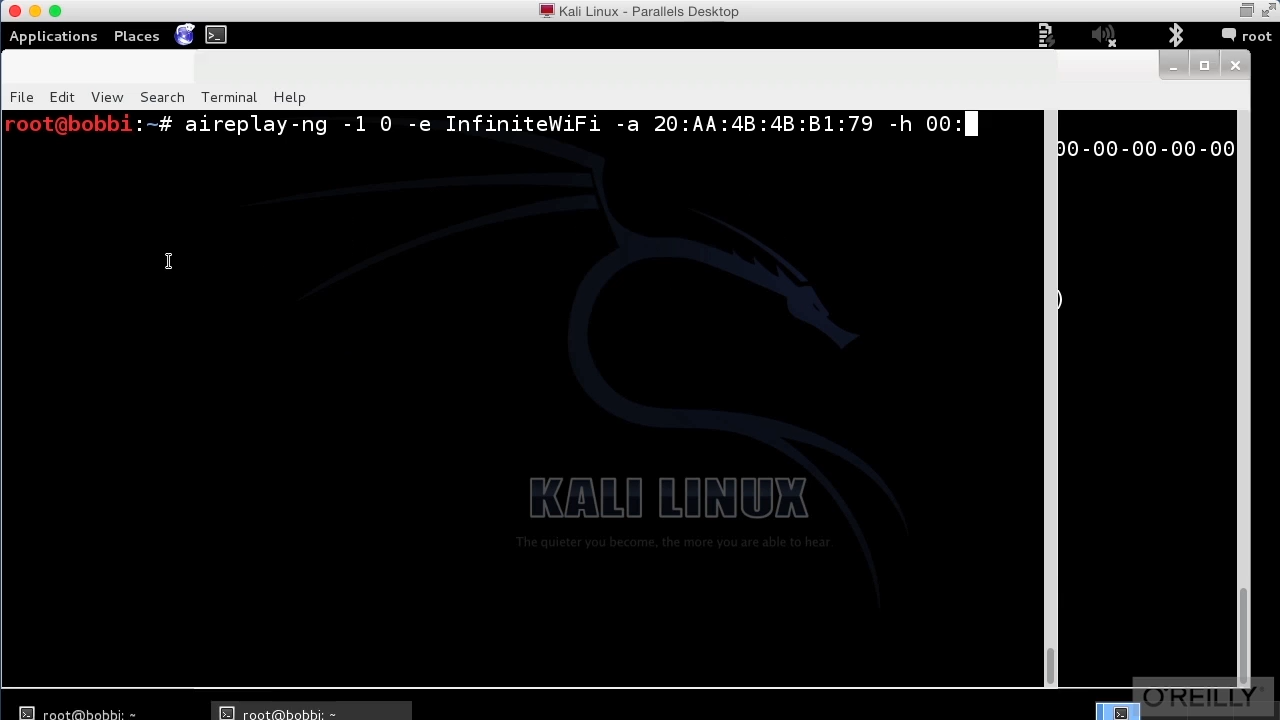 Kali Linux - Parallels Desktop
Applications Places >_ root
File Edit View Search Terminal Help
root@bobbi:~# aireplay-ng -1 0 -e InfiniteWiFi -a 20:AA:4B:4B:B1:79 -h 00:
00-00-00-00-00
)
KALI LINUX
The quieter you become, the more you are able to hear
O'REILLY
root@bobbi: ~ root@bobbi: ~